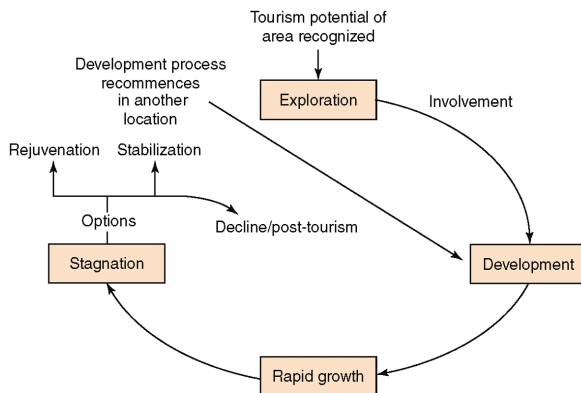 Tourism potential of
area recognized
Development process
recommences
in another
location
Exploration
Involvement
Rejuvenation
Stabilization
Options
Decline/post-tourism
Stagnation
Development
Rapid growth